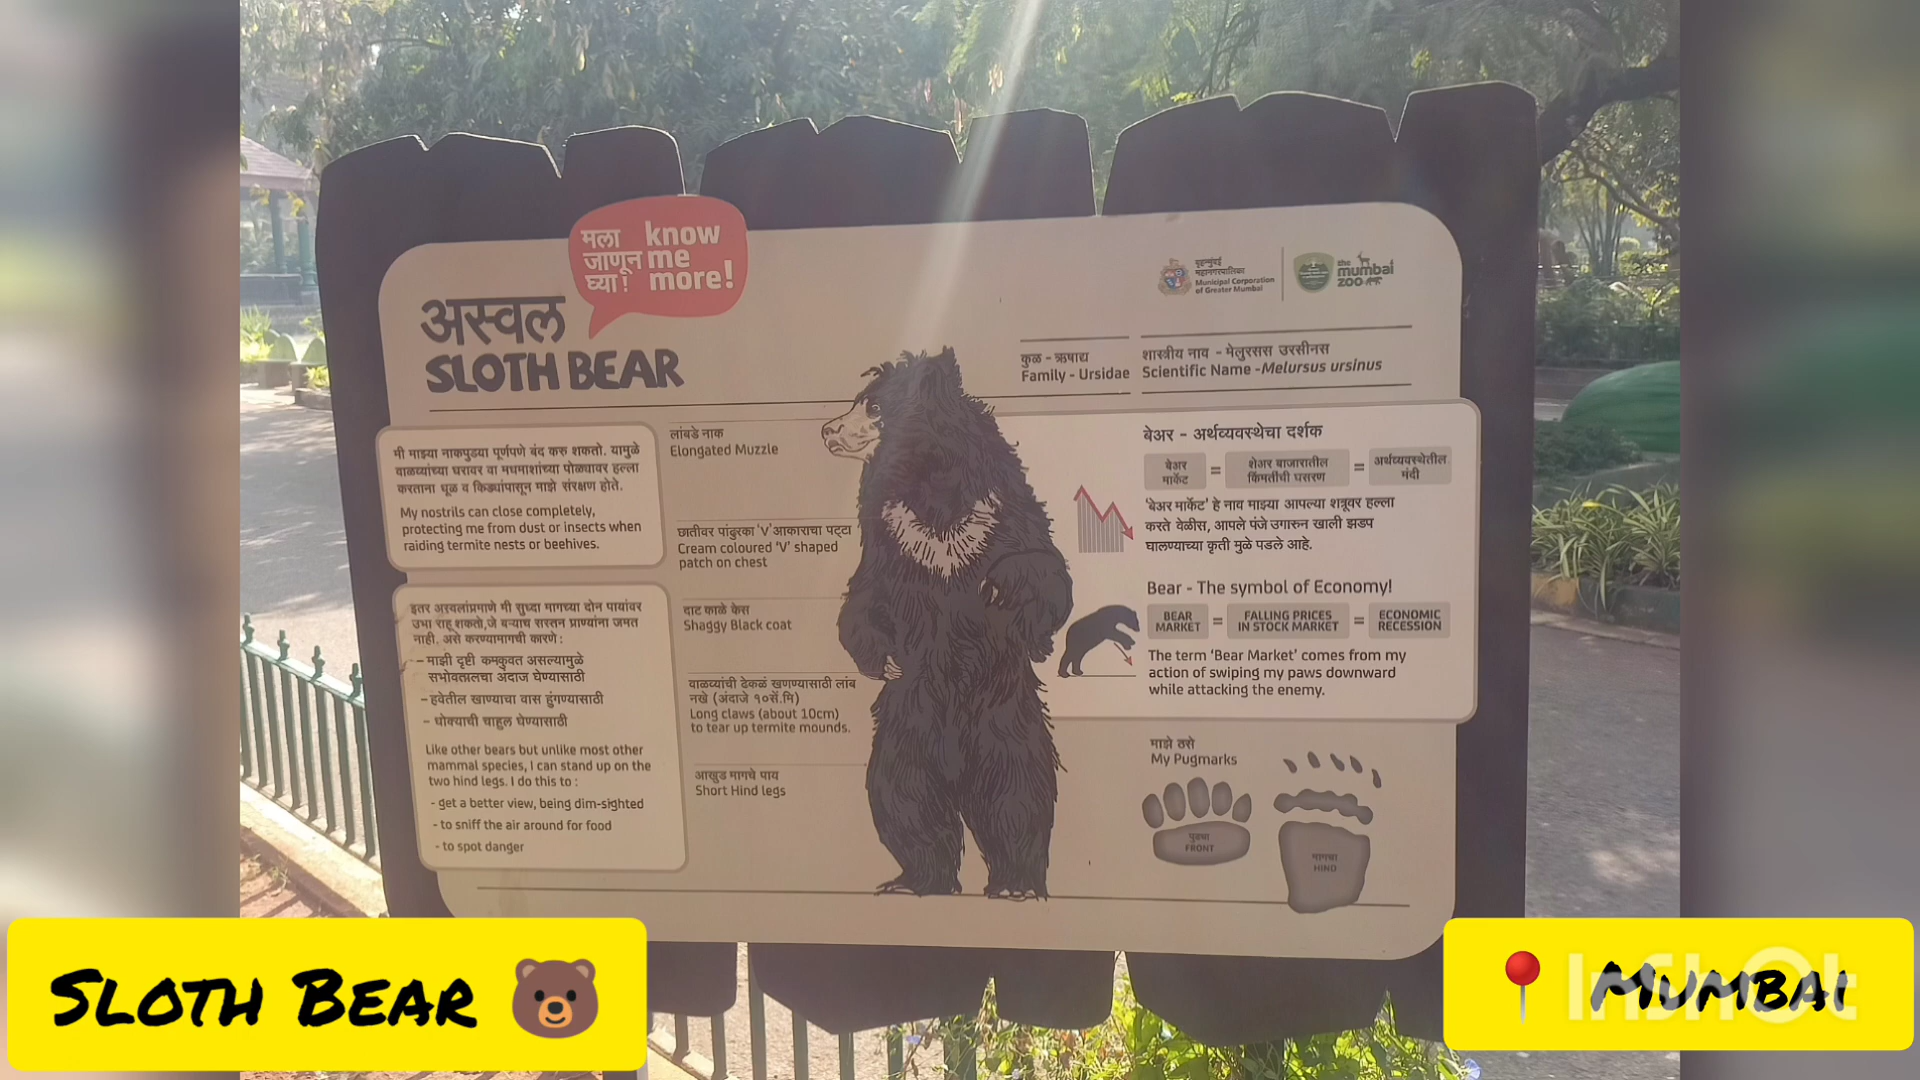 मला
जाणून
घ्या!
know
me
more!
अस्वल
SLOTH BEAR
बृहन्मुंबई
महानगरपालिका
Municipal Corporation
of Greater Mumbai
the
mumbai
zoo
कुळ - ऋषाद्य
Family - Ursidae
शास्त्रीय नाव - मेलुरसस उरसीनस
Scientific Name -Melursus ursinus
मी माझ्या नाकपुड्या पूर्णपणे बंद करु शकतो. यामुळे
वाळव्यांच्या घरावर वा मधमाशांच्या पोळ्यावर हल्ला
करताना धूळ व किड्यांपासून माझे संरक्षण होते.
My nostrils can close completely,
protecting me from dust or insects when
raiding termite nests or beehives.
इतर अस्वलांप्रमाणे मी सुध्दा मागच्या दोन पायांवर
उभा राहू शकतो,जे बऱ्याच सस्तन प्राण्यांना जमत
नाही. असे करण्यामागची कारणे :
- माझी दृष्टी कमकुवत असल्यामुळे
सभोवतालचा अंदाज घेण्यासाठी
- हवेतील खाण्याचा वास हुंगण्यासाठी
- धोक्याची चाहुल घेण्यासाठी
Like other bears but unlike most other
mammal species, I can stand up on the
two hind legs. I do this to :
- get a better view, being dim-sighted
- to sniff the air around for food
- to spot danger
लांबडे नाक
Elongated Muzzle
छातीवर पांढुरका 'V' आकाराचा पट्टा
Cream coloured 'V' shaped
patch on chest
दाट काळे केस
Shaggy Black coat
वाळव्यांची ढेकळं खणण्यासाठी लांब
नखे (अंदाजे १०सें.मि)
Long claws (about 10cm)
to tear up termite mounds.
आखुड मागचे पाय
Short Hind legs
बेअर - अर्थव्यवस्थेचा दर्शक
बेअर
मार्केट
=
शेअर बाजारातील
किंमतींची घसरण
=
अर्थव्यवस्थेतील
मंदी
'बेअर मार्केट' हे नाव माझ्या आपल्या शत्रूवर हल्ला
करते वेळीस, आपले पंजे उगारुन खाली झडप
घालण्याच्या कृती मुळे पडले आहे.
Bear - The symbol of Economy!
BEAR
MARKET
=
FALLING PRICES
IN STOCK MARKET
=
ECONOMIC
RECESSION
The term 'Bear Market' comes from my
action of swiping my paws downward
while attacking the enemy.
माझे ठसे
My Pugmarks
पुढचा
FRONT
मागचा
HIND
SLOTH BEAR
MUMBAI
InShOt